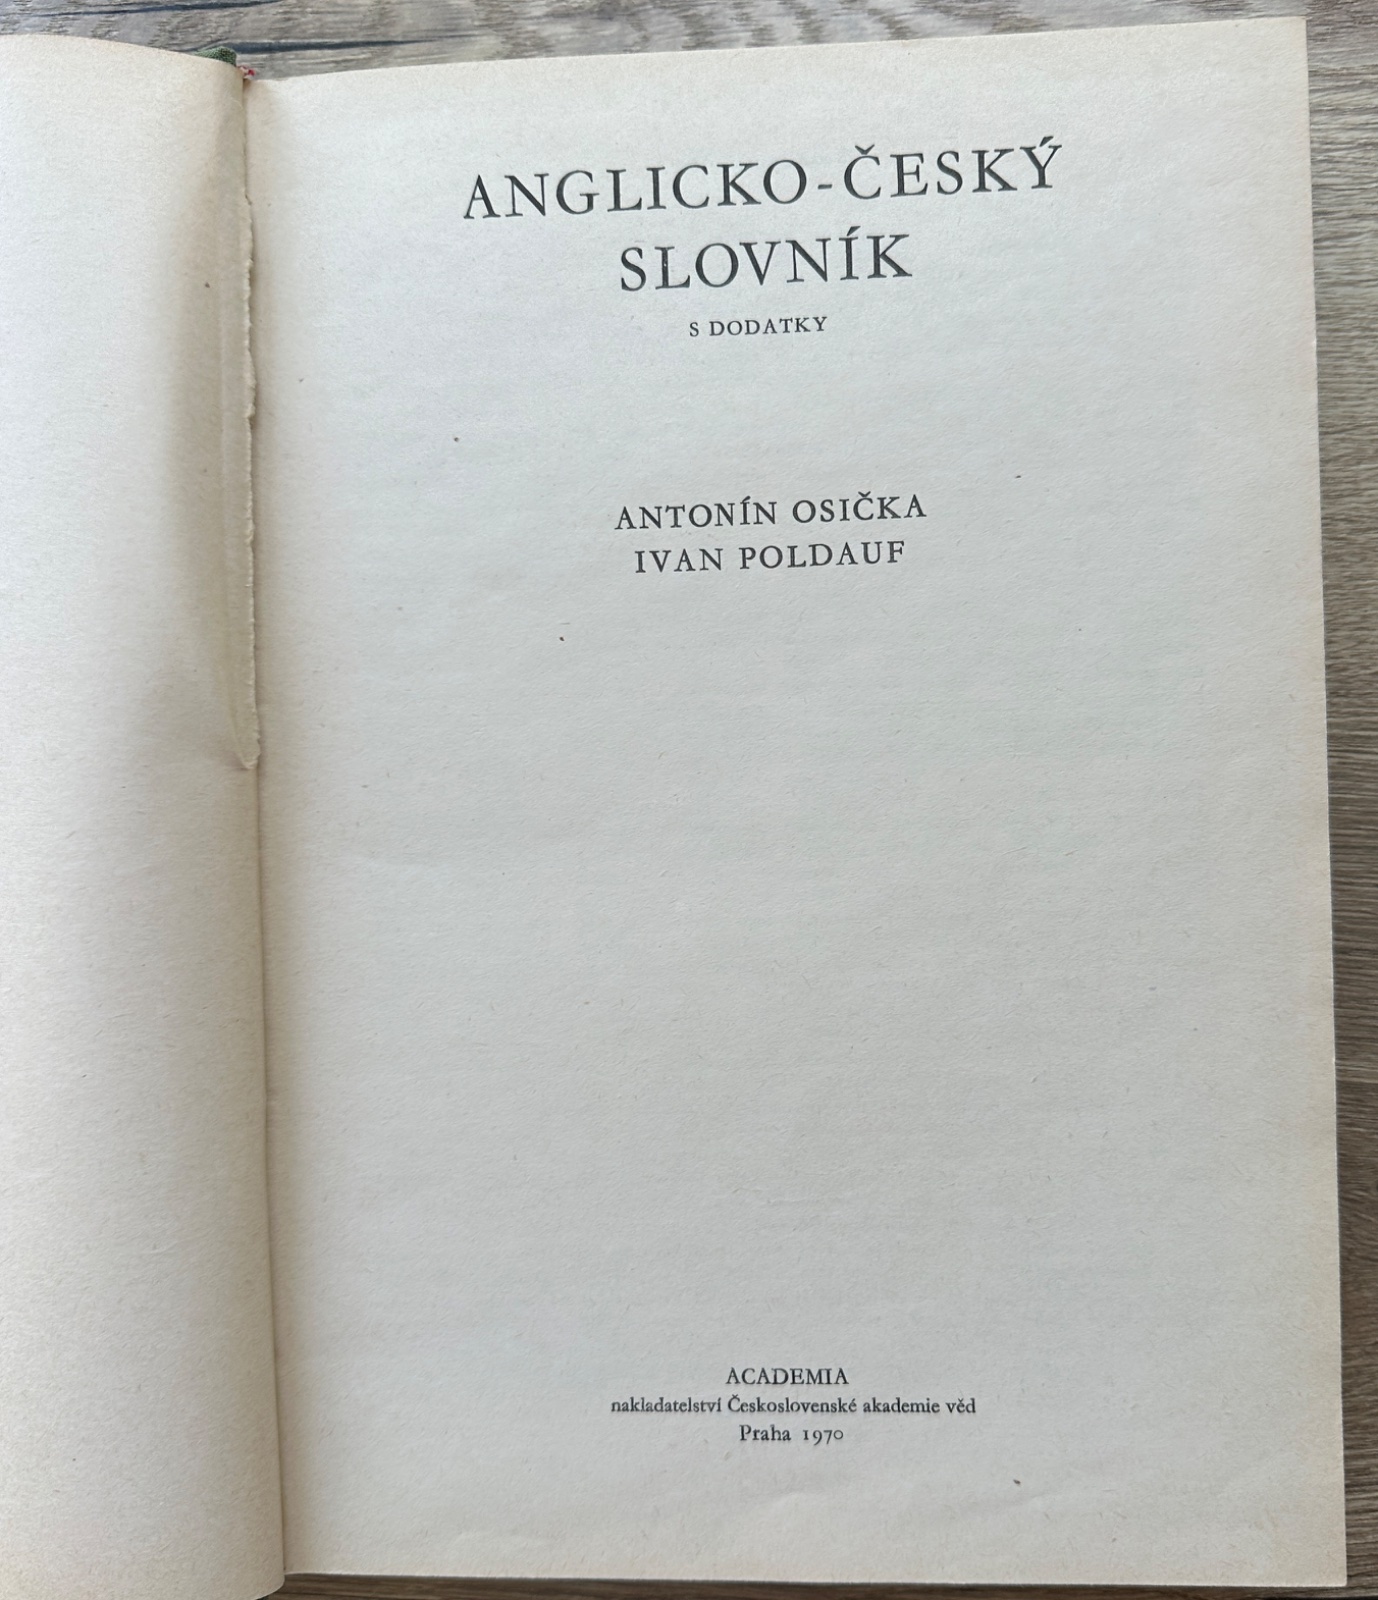 ANGLICKO-ČESKÝ
SLOVNÍK
S DODATKY
ANTONÍN OSIČKA
IVAN POLDAUF
ACADEMIA
nakladatelství Československé akademie věd
Praha 1970